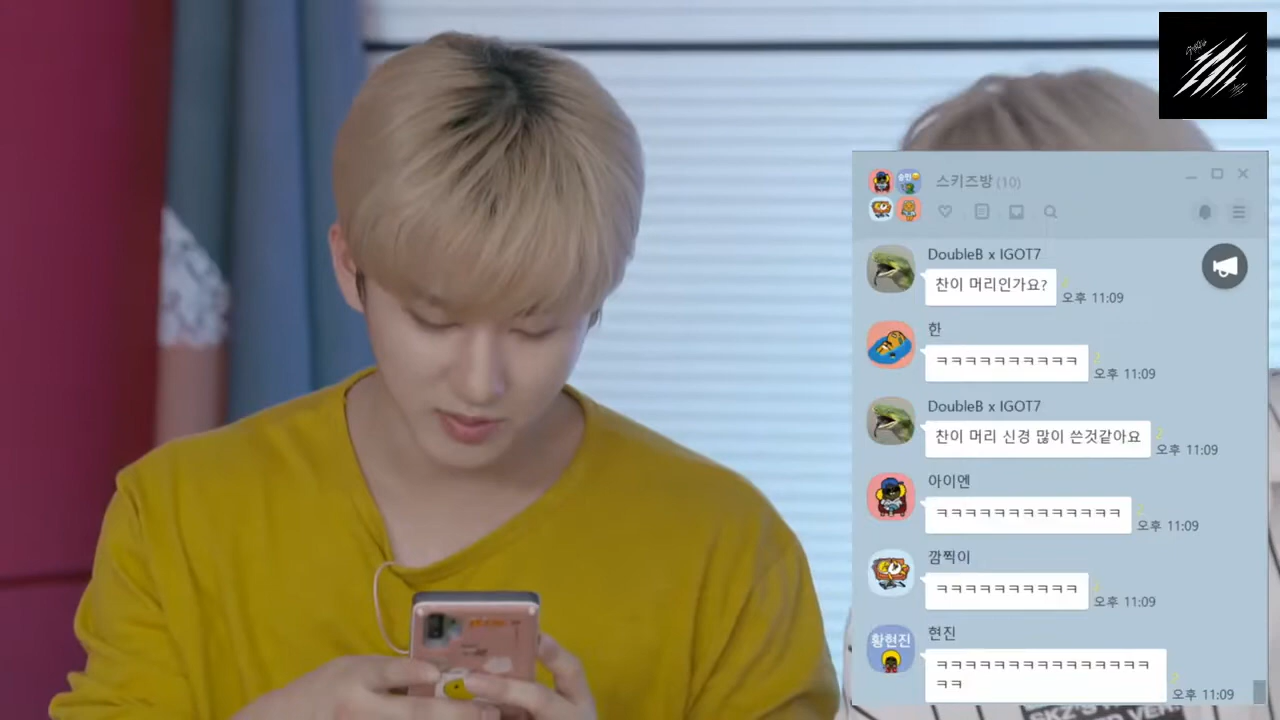 스키즈방 (10)
DoubleB x IGOT7
찬이 머리인가요?
오후 11:09
한
ㅋㅋㅋㅋㅋㅋㅋㅋㅋㅋ
오후 11:09
DoubleB x IGOT7
찬이 머리 신경 많이 쓴것같아요
오후 11:09
아이엔
ㅋㅋㅋㅋㅋㅋㅋㅋㅋㅋㅋㅋㅋ
오후 11:09
깜찍이
ㅋㅋㅋㅋㅋㅋㅋㅋㅋㅋ
오후 11:09
황현진
현진
ㅋㅋㅋㅋㅋㅋㅋㅋㅋㅋㅋㅋㅋㅋㅋ
ㅋㅋ
오후 11:09